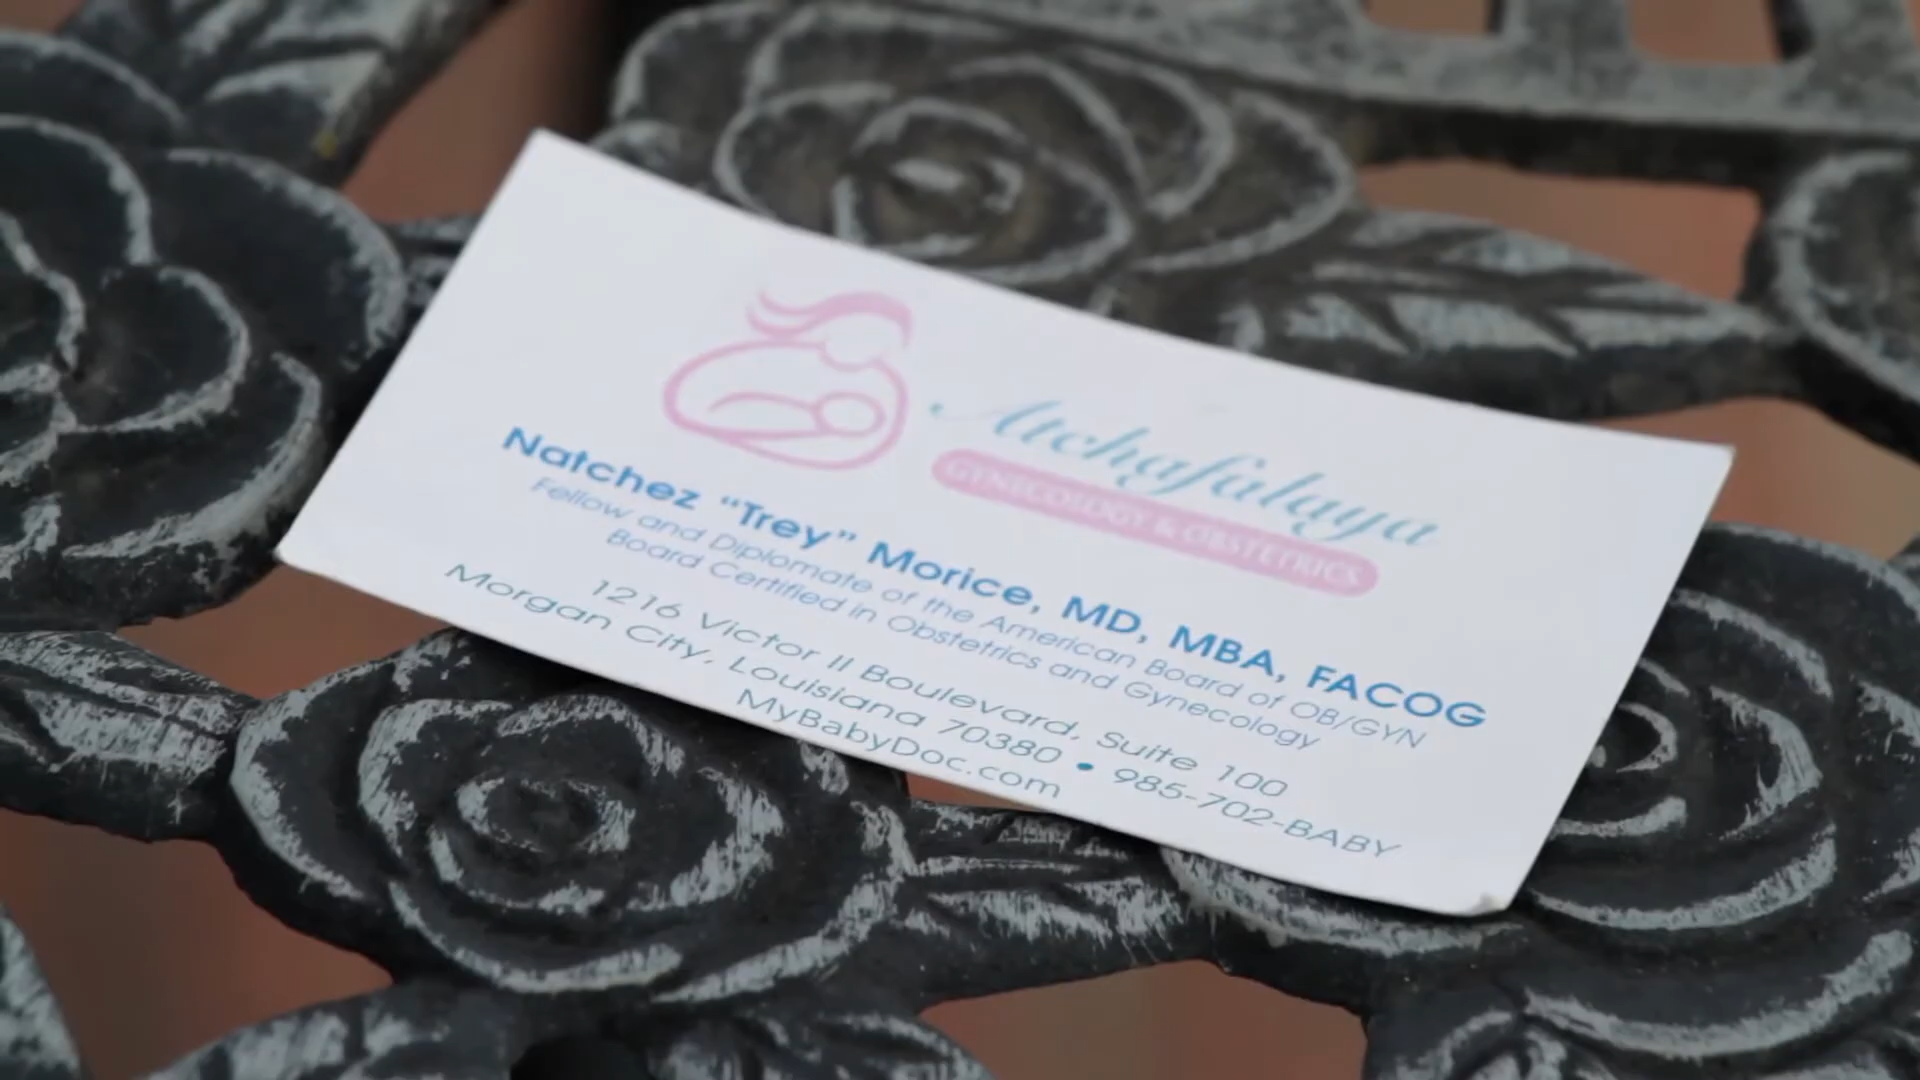 Atchafalaya
GYNECOLOGY & OBSTETRICS
Natchez “Trey” Morice, MD, MBA, FACOG
Fellow and Diplomate of the American Board of OB/GYN
Board Certified in Obstetrics and Gynecology
1216 Victor II Boulevard, Suite 100
Morgan City, Louisiana 70380 • 985-702-BABY
MyBabyDoc.com